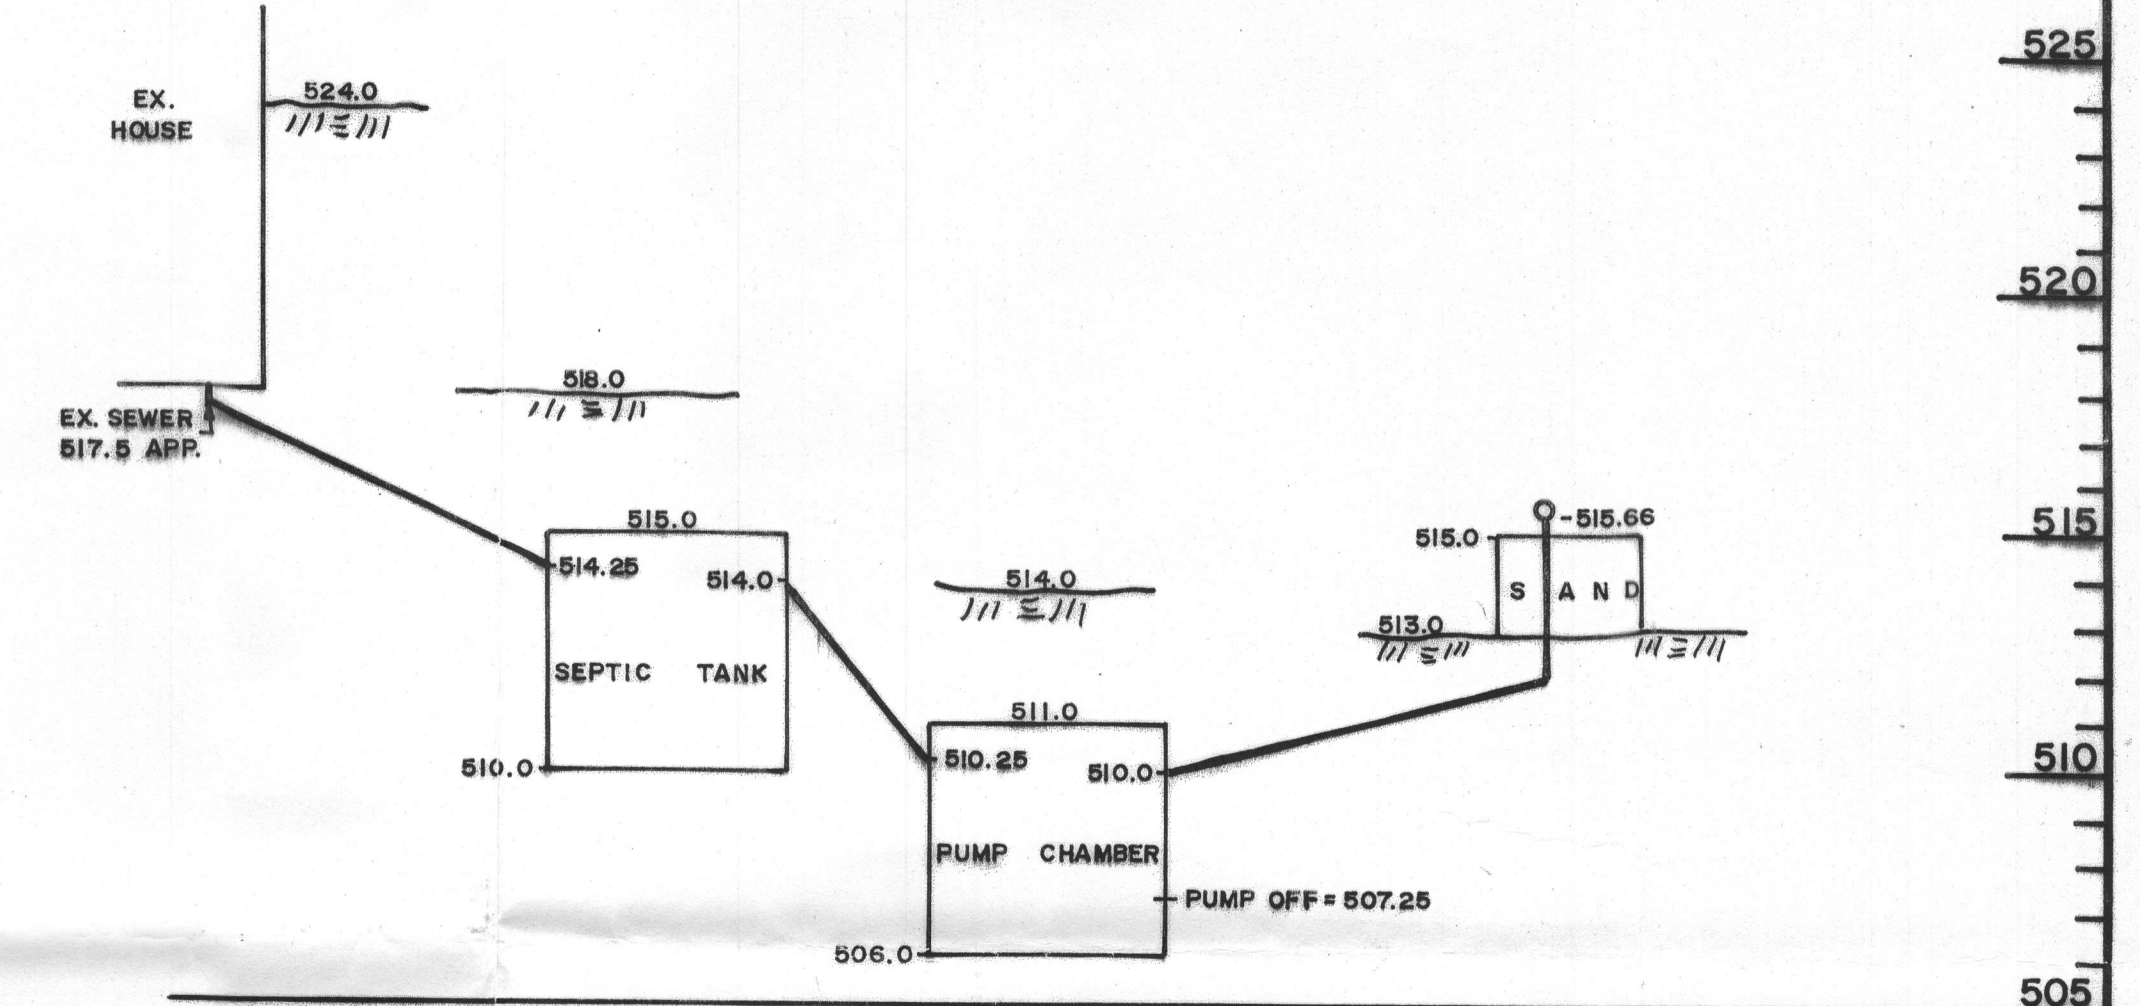 525
EX.
HOUSE
524.0
520
518.0
EX. SEWER
517.5 APP.
515.0
-515.66
515.0
515
514.25
514.0
514.0
S AND
513.0
SEPTIC TANK
511.0
510.0
510.25
510.0
510
PUMP CHAMBER
PUMP OFF = 507.25
506.0
505